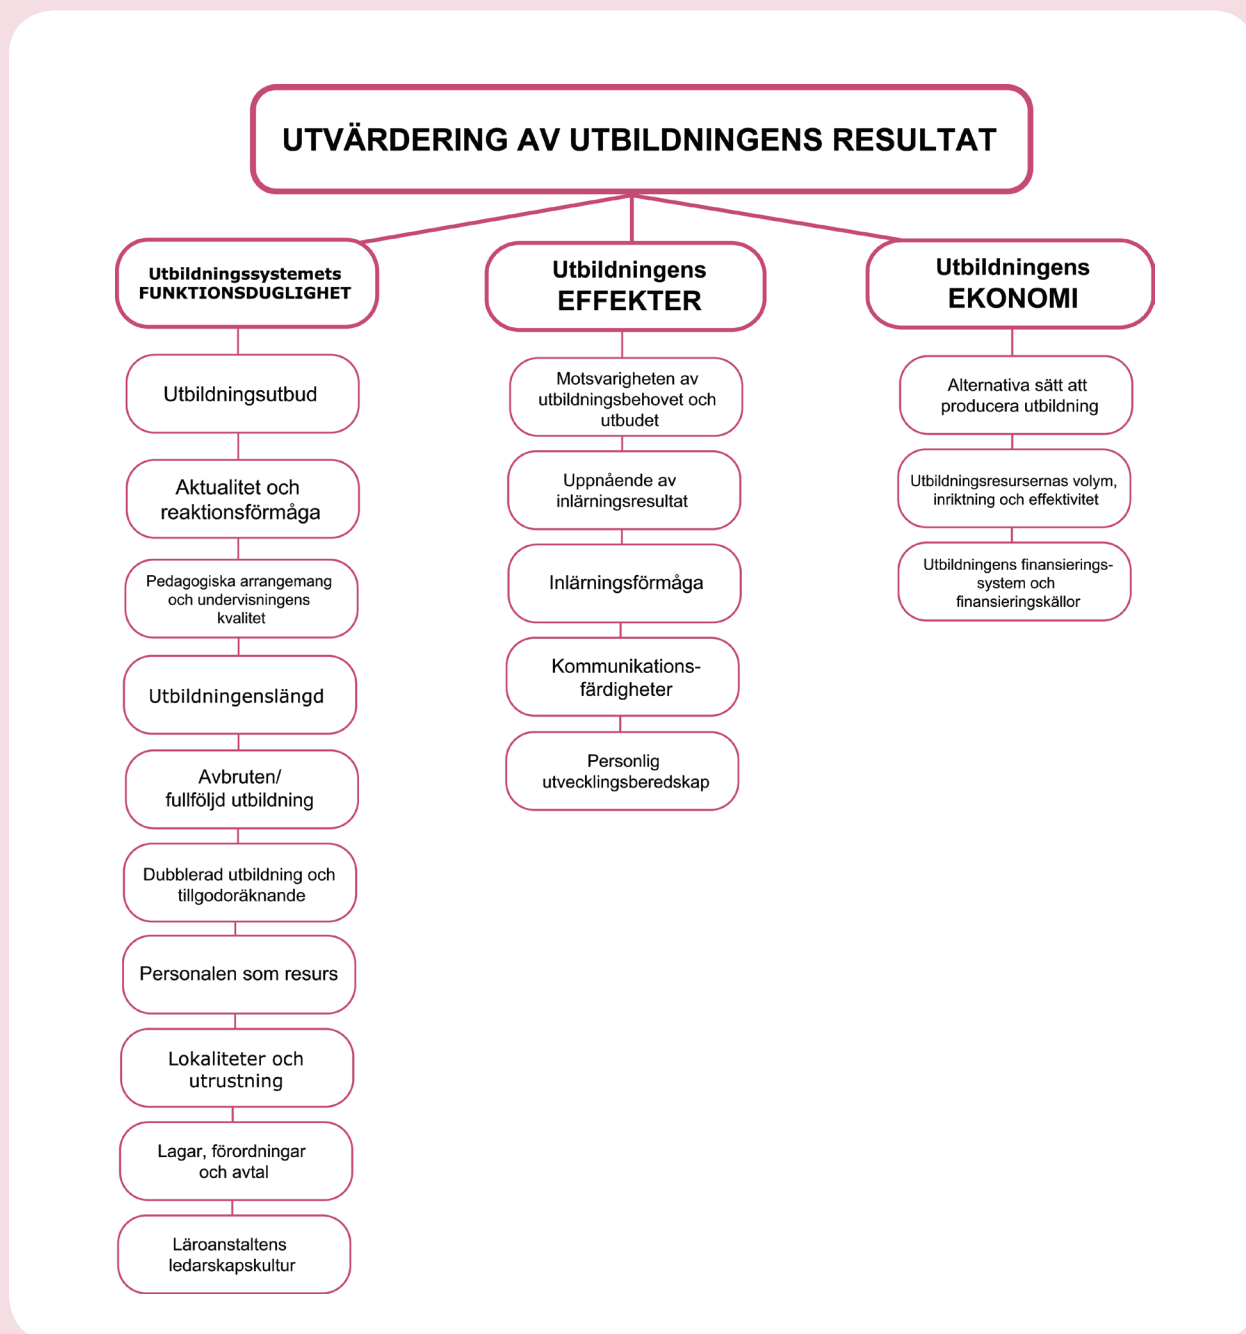 UTVÄRDERING AV UTBILDNINGENS RESULTAT
Utbildningssystemets
FUNKTIONSDUGLIGHET
Utbildningsutbud
Aktualitet och
reaktionsförmåga
Pedagogiska arrangemang
och undervisningens
kvalitet
Utbildningenslängd
Avbruten/
fullföljd utbildning
Dubblerad utbildning och
tillgodoräknande
Personalen som resurs
Lokaliteter och
utrustning
Lagar, förordningar
och avtal
Läroanstaltens
ledarskapskultur
Utbildningens
EFFEKTER
Motsvarigheten av
utbildningsbehovet och
utbudet
Uppnående av
inlärningsresultat
Inlärningsförmåga
Kommunikations-
färdigheter
Personlig
utvecklingsberedskap
Utbildningens
EKONOMI
Alternativa sätt att
producera utbildning
Utbildningsresursernas volym,
inriktning och effektivitet
Utbildningens finansierings-
system och
finansieringskällor